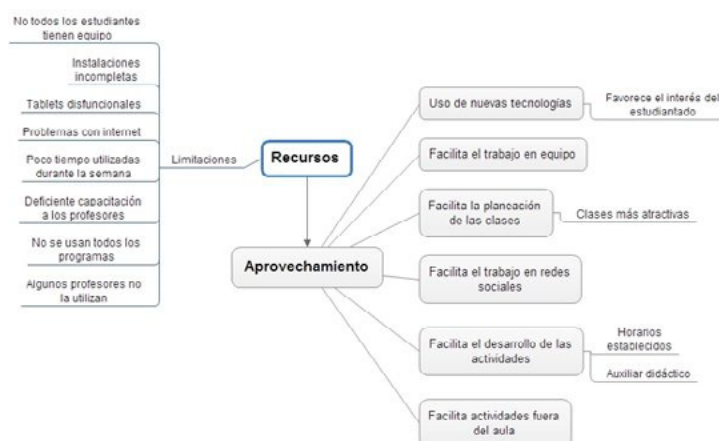 No todos los estudiantes
tienen equipo
Instalaciones
incompletas
Tablets disfuncionales
Problemas con internet
Poco tiempo utilizadas
durante la semana
Deficiente capacitación
a los profesores
No se usan todos los
programas
Algunos profesores no
la utilizan
Limitaciones
Recursos
Aprovechamiento
Uso de nuevas tecnologías
Favorece el interés del
estudiantado
Facilita el trabajo en equipo
Facilita la planeación
de las clases
Clases más atractivas
Facilita el trabajo en redes
sociales
Facilita el desarrollo de las
actividades
Horarios
establecidos
Auxiliar didáctico
Facilita actividades fuera
del aula